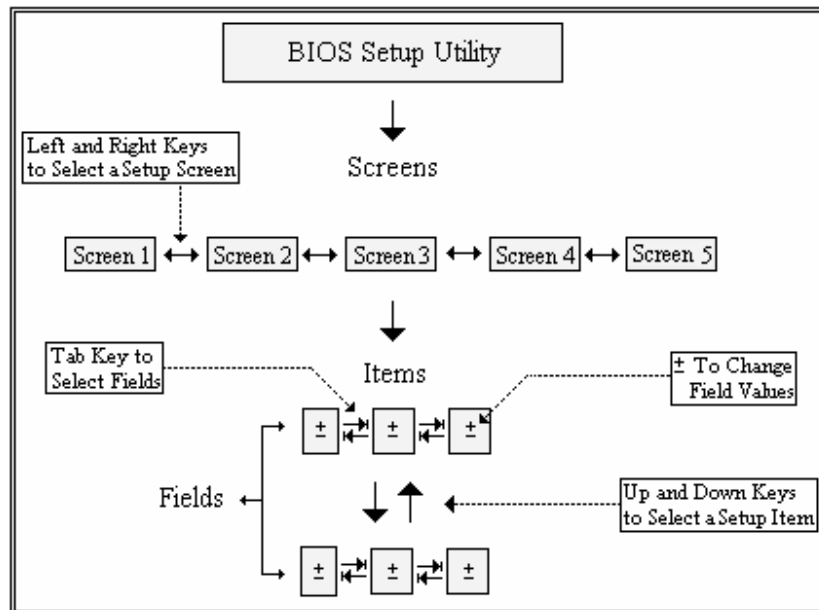 BIOS Setup Utility
Left and Right Keys
to Select a Setup Screen
Screens
Screen 1
Screen 2
Screen 3
Screen 4
Screen 5
Tab Key to
Select Fields
Items
± To Change
Field Values
± ± ±
Fields
Up and Down Keys
to Select a Setup Item
± ± ±